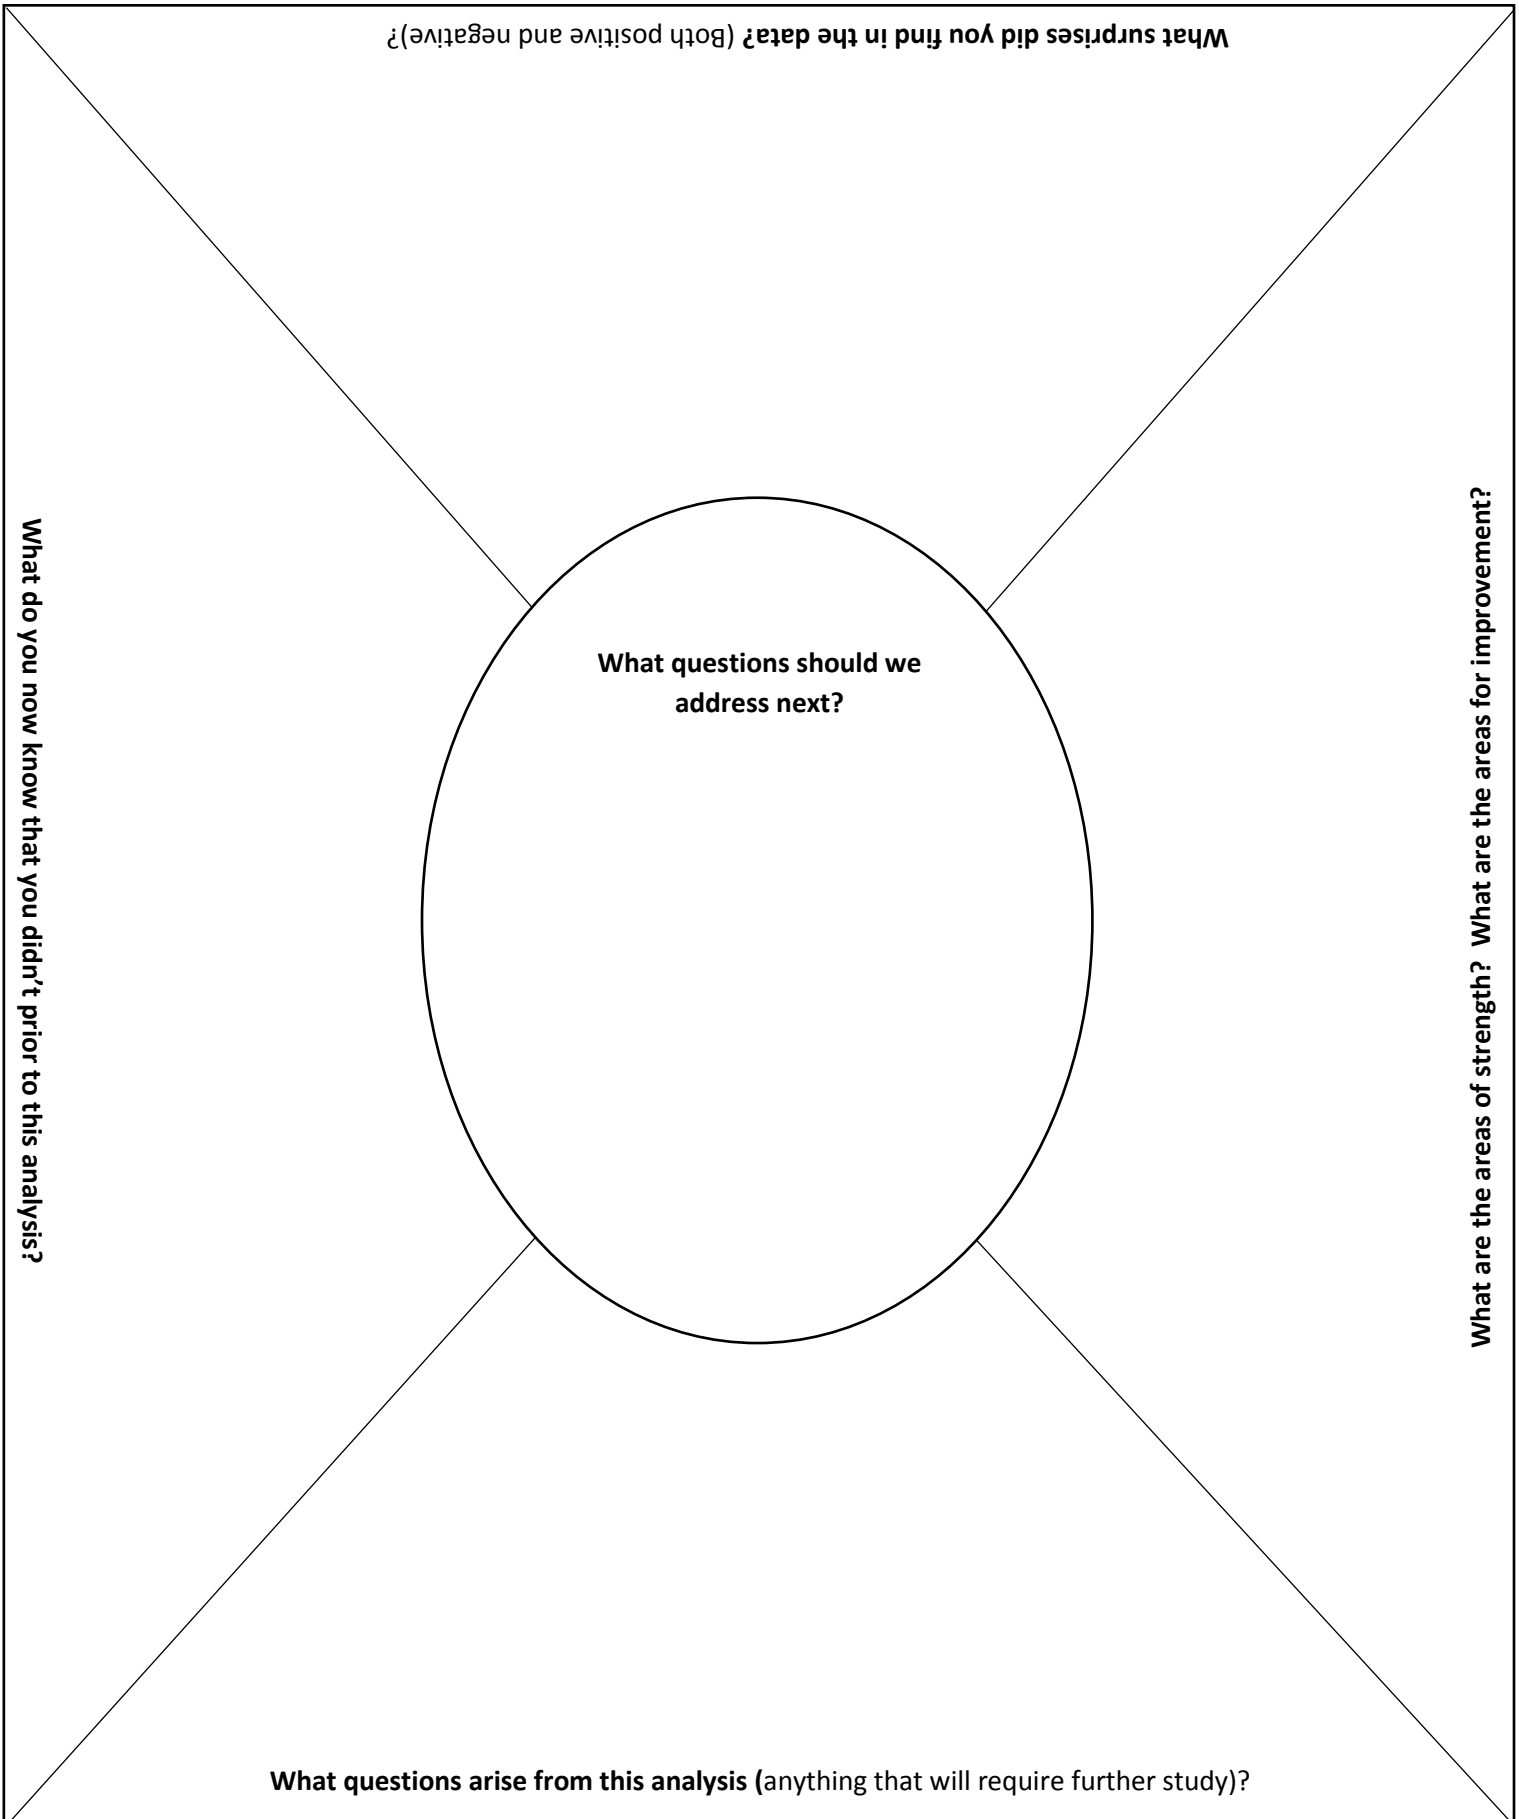 What surprises did you find in the data? (Both positive and negative)?
What do you now know that you didn’t prior to this analysis?
What questions should we
address next?
What are the areas of strength?  What are the areas for improvement?
What questions arise from this analysis (anything that will require further study)?